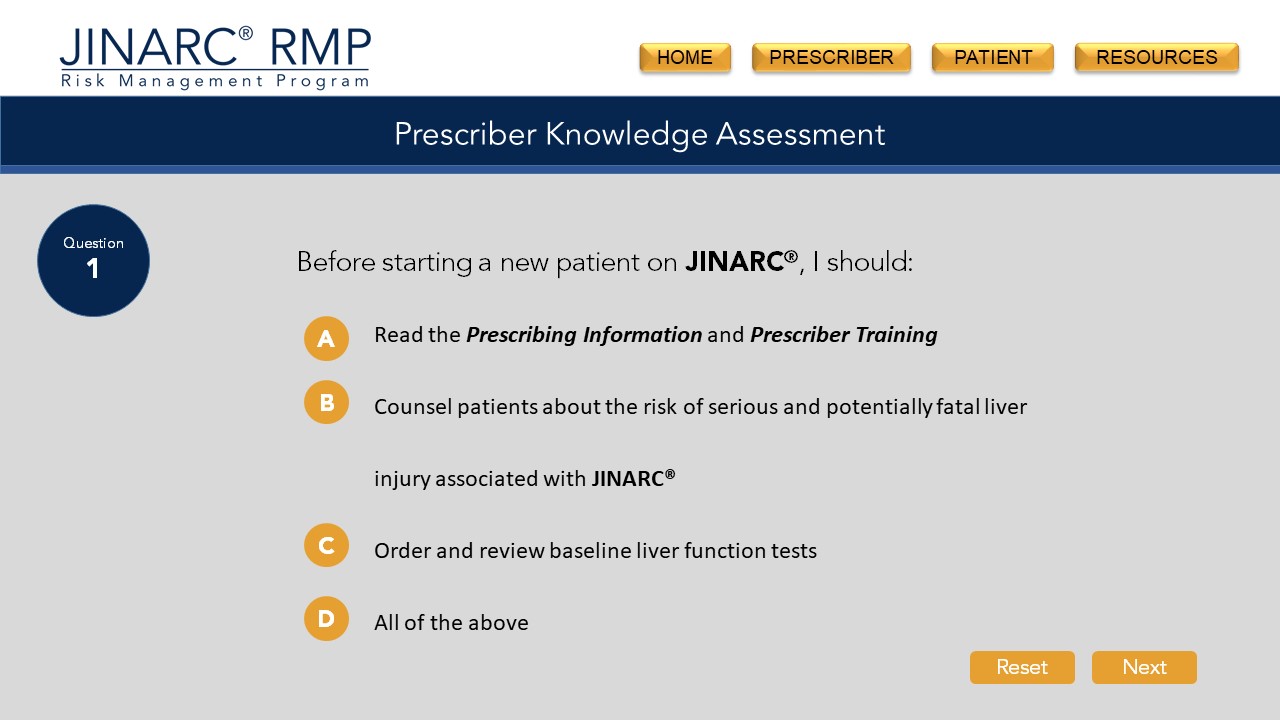 JINARC® RMP
Risk Management Program
HOME PRESCRIBER PATIENT RESOURCES
Prescriber Knowledge Assessment
Question
1
Before starting a new patient on JINARC®, I should:
A Read the Prescribing Information and Prescriber Training
B Counsel patients about the risk of serious and potentially fatal liver
injury associated with JINARC®
C Order and review baseline liver function tests
D All of the above
Reset Next